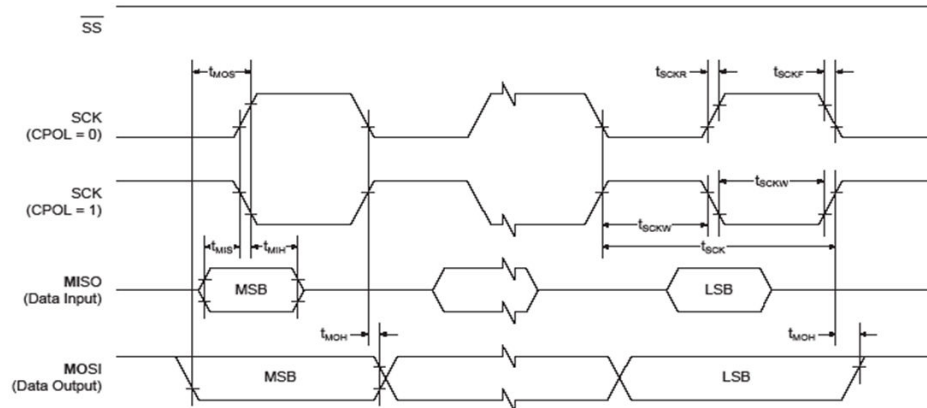 SS
tMOS
tSCKR
tSCKF
SCK
(CPOL = 0)
SCK
(CPOL = 1)
tSCKW
tSCKW
tSCK
tMIS
tMIH
MISO
(Data Input)
MSB
LSB
tMOH
tMOH
MOSI
(Data Output)
MSB
LSB